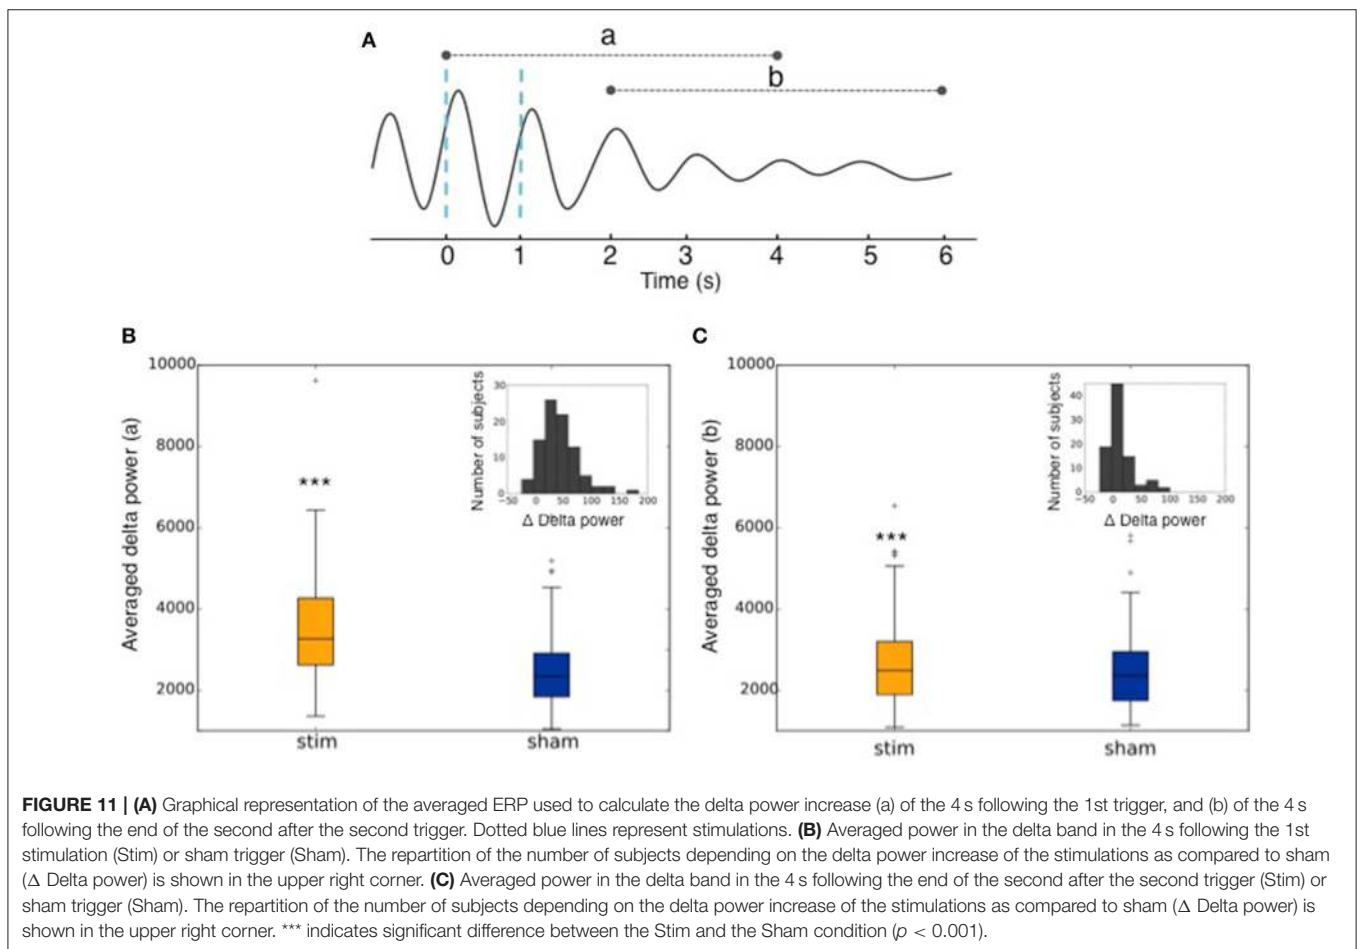 A
a
b
0 1 2 3 4 5 6
Time (s)
B
10000
8000
6000
4000
2000
Averaged delta power (a)
***
stim
sham
Number of subjects
30
20
10
0
−50 0 50 100 150 200
Δ Delta power
C
10000
8000
6000
4000
2000
Averaged delta power (b)
***
stim
sham
Number of subjects
40
30
20
10
0
−50 0 50 100 150 200
Δ Delta power
FIGURE 11 | (A) Graphical representation of the averaged ERP used to calculate the delta power increase (a) of the 4 s following the 1st trigger, and (b) of the 4 s
following the end of the second after the second trigger. Dotted blue lines represent stimulations. (B) Averaged power in the delta band in the 4 s following the 1st
stimulation (Stim) or sham trigger (Sham). The repartition of the number of subjects depending on the delta power increase of the stimulations as compared to sham
(Δ Delta power) is shown in the upper right corner. (C) Averaged power in the delta band in the 4 s following the end of the second after the second trigger (Stim) or
sham trigger (Sham). The repartition of the number of subjects depending on the delta power increase of the stimulations as compared to sham (Δ Delta power) is
shown in the upper right corner. *** indicates significant difference between the Stim and the Sham condition (p < 0.001).